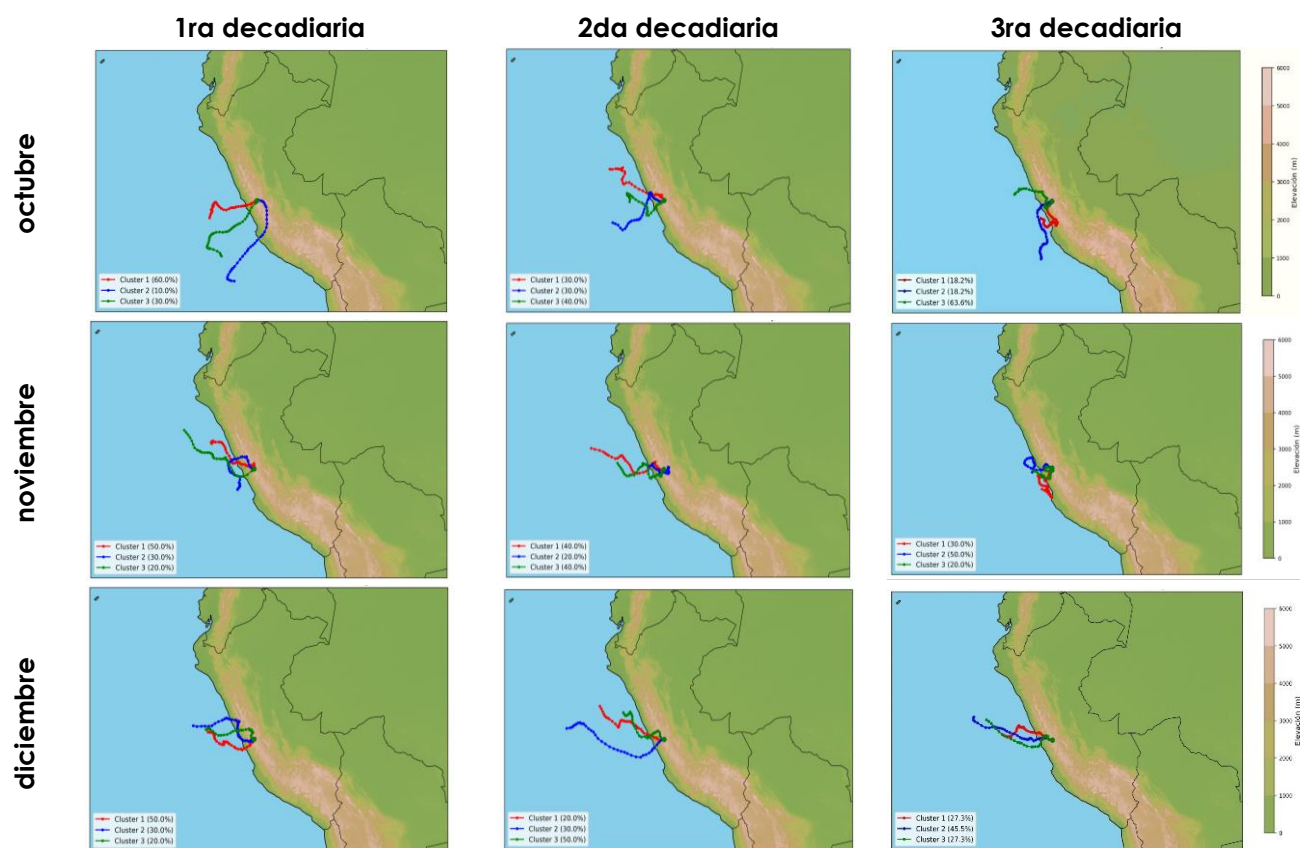 1ra decadiaria
2da decadiaria
3ra decadiaria
octubre
Cluster 1 (60.0%)
Cluster 2 (10.0%)
Cluster 3 (30.0%)
Cluster 1 (30.0%)
Cluster 2 (30.0%)
Cluster 3 (40.0%)
Cluster 1 (18.2%)
Cluster 2 (18.2%)
Cluster 3 (63.6%)
6000
5000
4000
3000
2000
1000
0
Elevación (m)
noviembre
Cluster 1 (50.0%)
Cluster 2 (30.0%)
Cluster 3 (20.0%)
Cluster 1 (40.0%)
Cluster 2 (20.0%)
Cluster 3 (40.0%)
Cluster 1 (30.0%)
Cluster 2 (50.0%)
Cluster 3 (20.0%)
6000
5000
4000
3000
2000
1000
0
Elevación (m)
diciembre
Cluster 1 (50.0%)
Cluster 2 (30.0%)
Cluster 3 (20.0%)
Cluster 1 (20.0%)
Cluster 2 (30.0%)
Cluster 3 (50.0%)
Cluster 1 (27.3%)
Cluster 2 (45.5%)
Cluster 3 (27.3%)
6000
5000
4000
3000
2000
1000
0
Elevación (m)